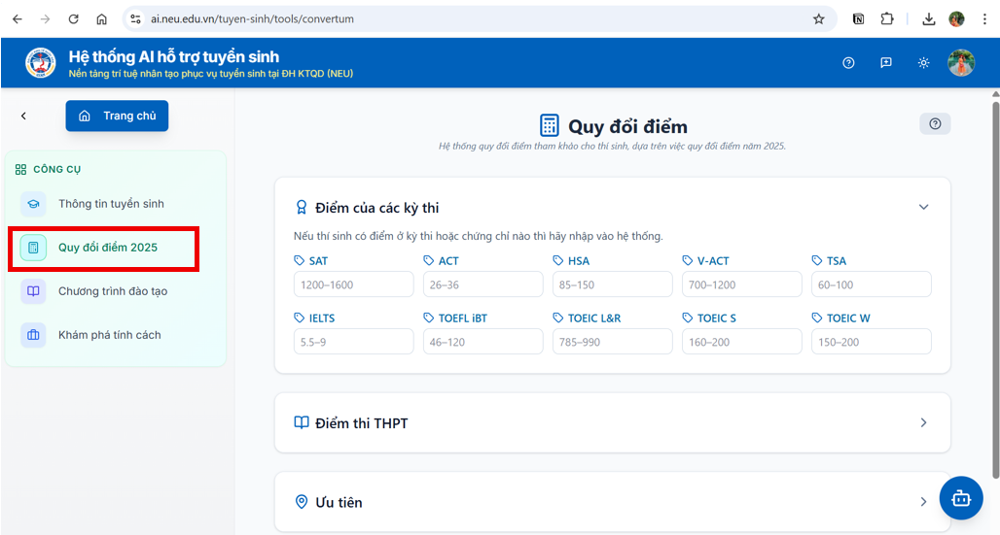 ai.neu.edu.vn/tuyen-sinh/tools/convertum
Hệ thống AI hỗ trợ tuyển sinh
Nền tảng trí tuệ nhân tạo phục vụ tuyển sinh tại ĐH KTQD (NEU)
Trang chủ
CÔNG CỤ
Thông tin tuyển sinh
Quy đổi điểm 2025
Chương trình đào tạo
Khám phá tính cách
Quy đổi điểm
Hệ thống quy đổi điểm tham khảo cho thí sinh, dựa trên việc quy đổi điểm năm 2025.
Điểm của các kỳ thi
Nếu thí sinh có điểm ở kỳ thi hoặc chứng chỉ nào thì hãy nhập vào hệ thống.
SAT ACT HSA V-ACT TSA
1200–1600 26–36 85–150 700–1200 60–100
IELTS TOEFL iBT TOEIC L&R TOEIC S TOEIC W
5.5–9 46–120 785–990 160–200 150–200
Điểm thi THPT
Ưu tiên